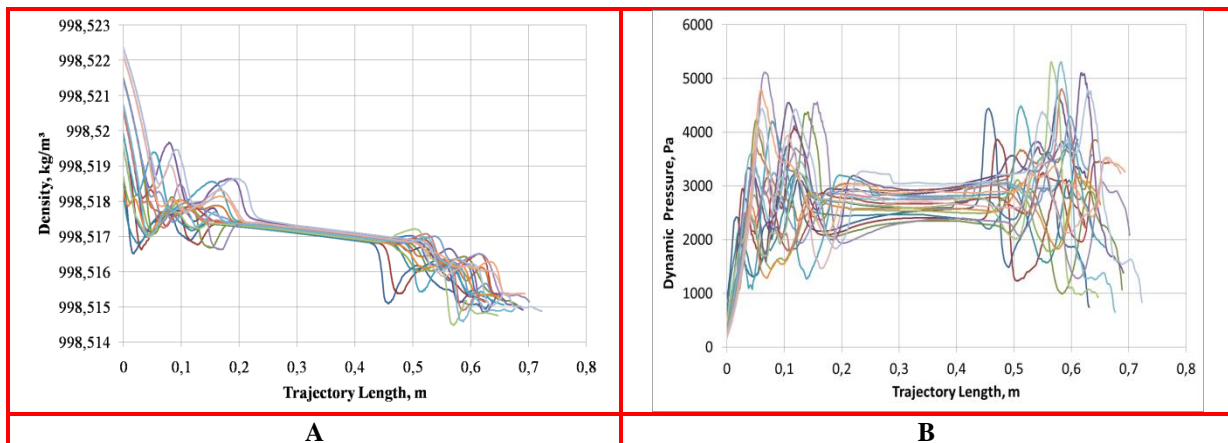 998,523
998,522
998,521
998,52
998,519
998,518
998,517
998,516
998,515
998,514
Density, kg/m³
0 0,1 0,2 0,3 0,4 0,5 0,6 0,7 0,8
Trajectory Length, m
A
6000
5000
4000
3000
2000
1000
0
Dynamic Pressure, Pa
0 0,1 0,2 0,3 0,4 0,5 0,6 0,7 0,8
Trajectory Length, m
B